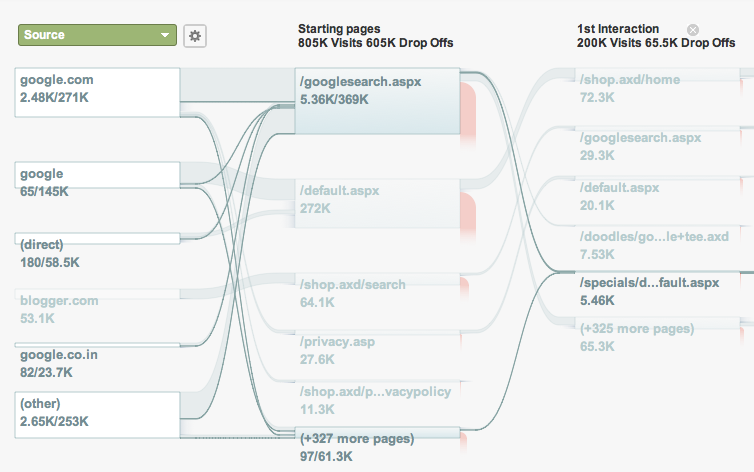 Source
Starting pages
805K Visits 605K Drop Offs
1st Interaction
200K Visits 65.5K Drop Offs
google.com
2.48K/271K
google
65/145K
(direct)
180/58.5K
blogger.com
53.1K
google.co.in
82/23.7K
(other)
2.65K/253K
/googlesearch.aspx
5.36K/369K
/default.aspx
272K
/shop.axd/search
64.1K
/privacy.asp
27.6K
/shop.axd/p...vacypolicy
11.3K
(+327 more pages)
97/61.3K
/shop.axd/home
72.3K
/googlesearch.aspx
29.3K
/default.aspx
20.1K
/doodles/go...le+tee.axd
7.53K
/specials/d...fault.aspx
5.46K
(+325 more pages)
65.3K